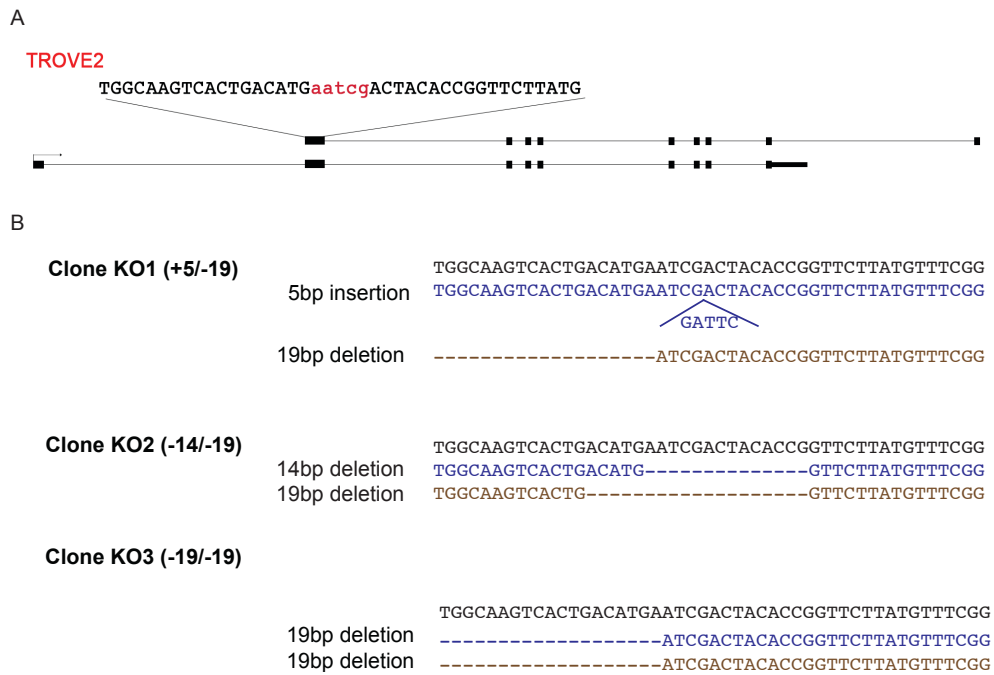 A
TROVE2
TGGCAAGTCACTGACATGaatcgACTACACCGGTTCTTATG
B
Clone KO1 (+5/-19)
TGGCAAGTCACTGACATGAATCGACTACACCGGTTCTTATGTTTCGG
5bp insertion TGGCAAGTCACTGACATGAATCGACTACACCGGTTCTTATGTTTCGG
GATTC
19bp deletion -------------------ATCGACTACACCGGTTCTTATGTTTCGG
Clone KO2 (-14/-19)
TGGCAAGTCACTGACATGAATCGACTACACCGGTTCTTATGTTTCGG
14bp deletion TGGCAAGTCACTGACATG--------------GTTCTTATGTTTCGG
19bp deletion TGGCAAGTCACTG-------------------GTTCTTATGTTTCGG
Clone KO3 (-19/-19)
TGGCAAGTCACTGACATGAATCGACTACACCGGTTCTTATGTTTCGG
19bp deletion -------------------ATCGACTACACCGGTTCTTATGTTTCGG
19bp deletion -------------------ATCGACTACACCGGTTCTTATGTTTCGG